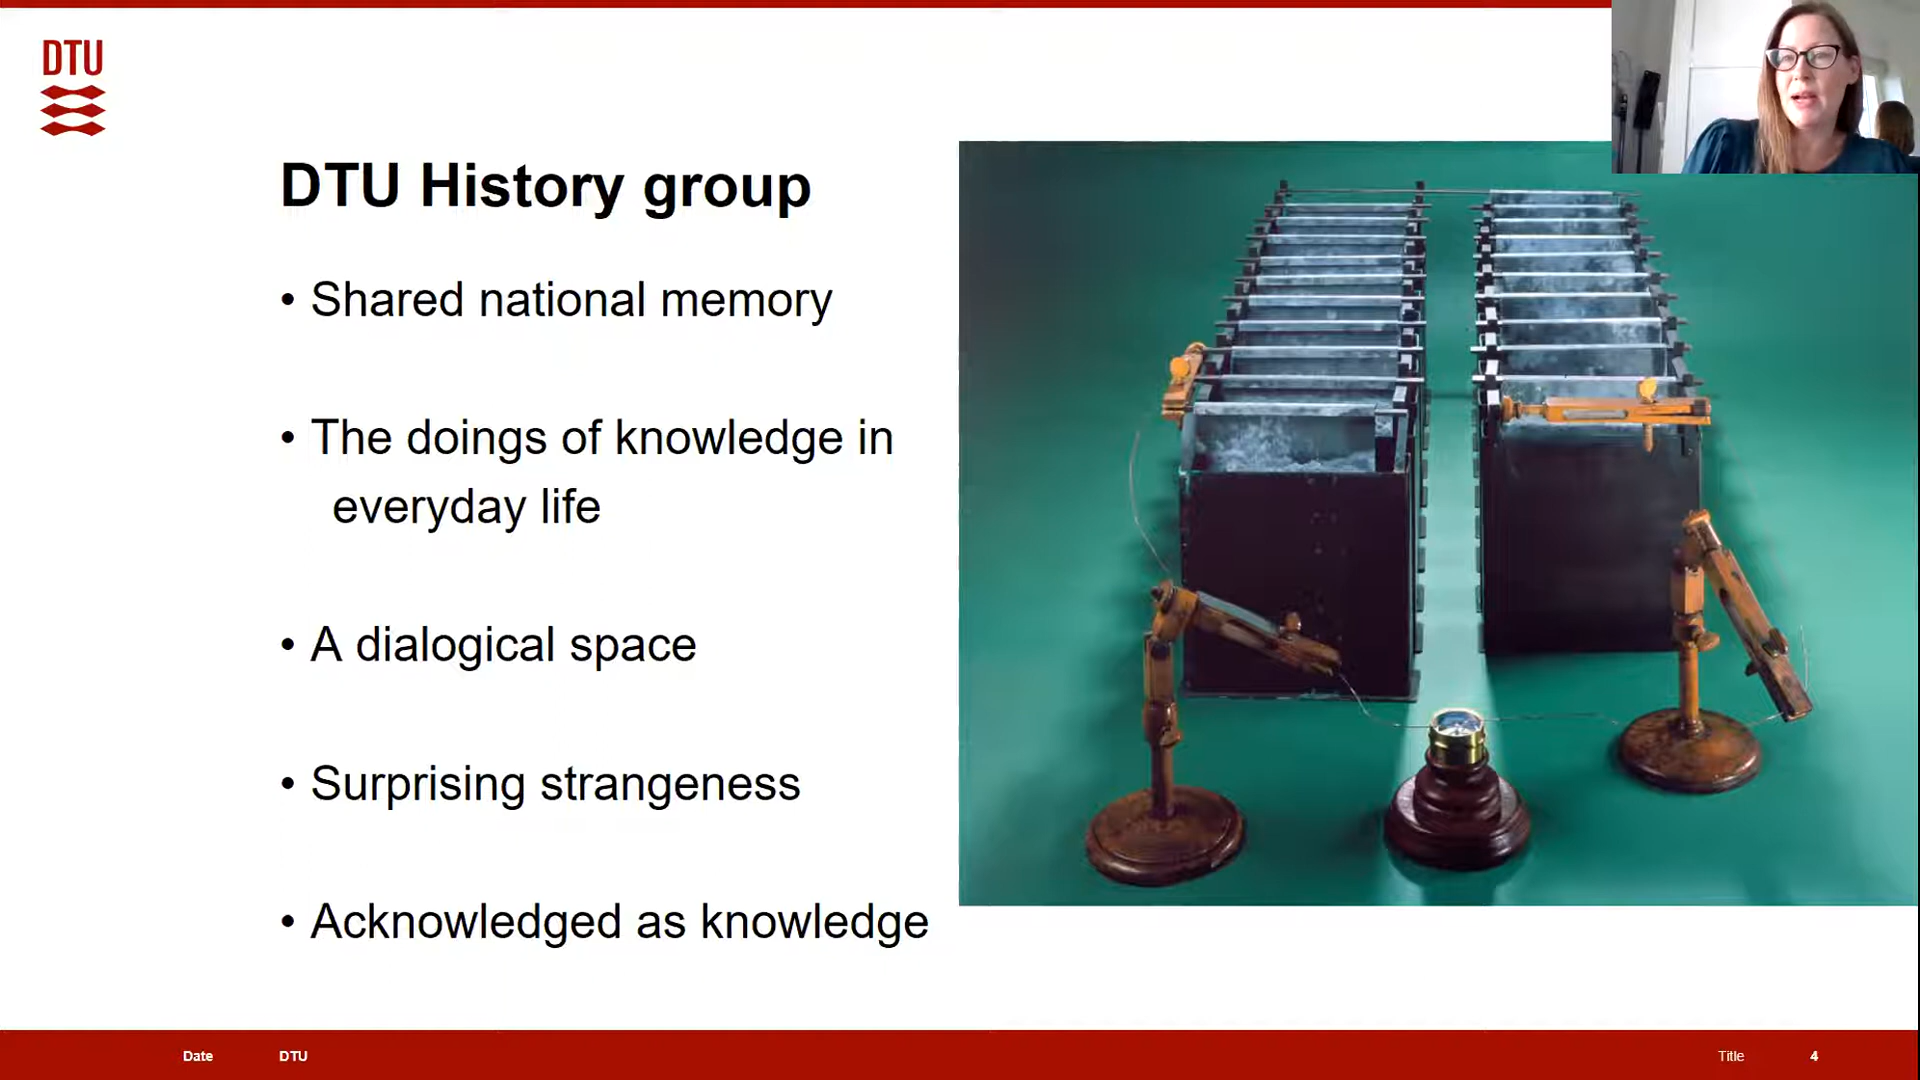 DTU
DTU History group
• Shared national memory
• The doings of knowledge in
everyday life
• A dialogical space
• Surprising strangeness
• Acknowledged as knowledge
Date DTU Title 4